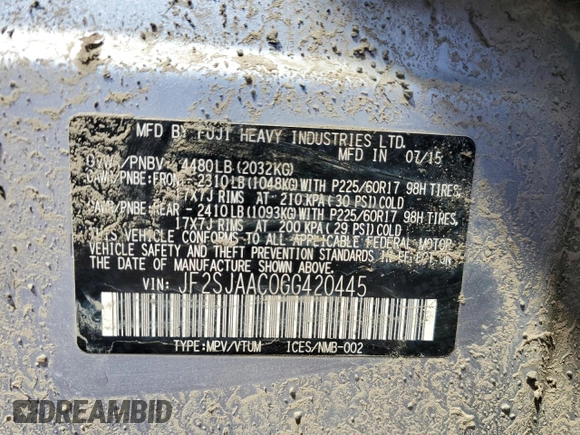 MFD BY FUJI HEAVY INDUSTRIES LTD.
MFD IN 07/15
GVWR/PNBV- 4480LB(2032KG)
GAWR/PNBE:FRONT- 2310LB(1048KG)WITH P225/60R17 98H TIRES,
17X7J RIMS AT 210 KPA (30 PSI)COLD
GAWR/PNBE:REAR - 2410LB(1093KG)WITH P225/60R17 98H TIRES,
17X7J RIMS AT 200 KPA (29 PSI)COLD
THIS VEHICLE CONFORMS TO ALL APPLICABLE FEDERAL MOTOR
VEHICLE SAFETY AND THEFT PREVENTION STANDARDS IN EFFECT ON
THE DATE OF MANUFACTURE SHOWN ABOVE.
VIN: JF2SJAAC0GG420445
TYPE:MPV/VTUM ICES/NMB-002
DREAMBID